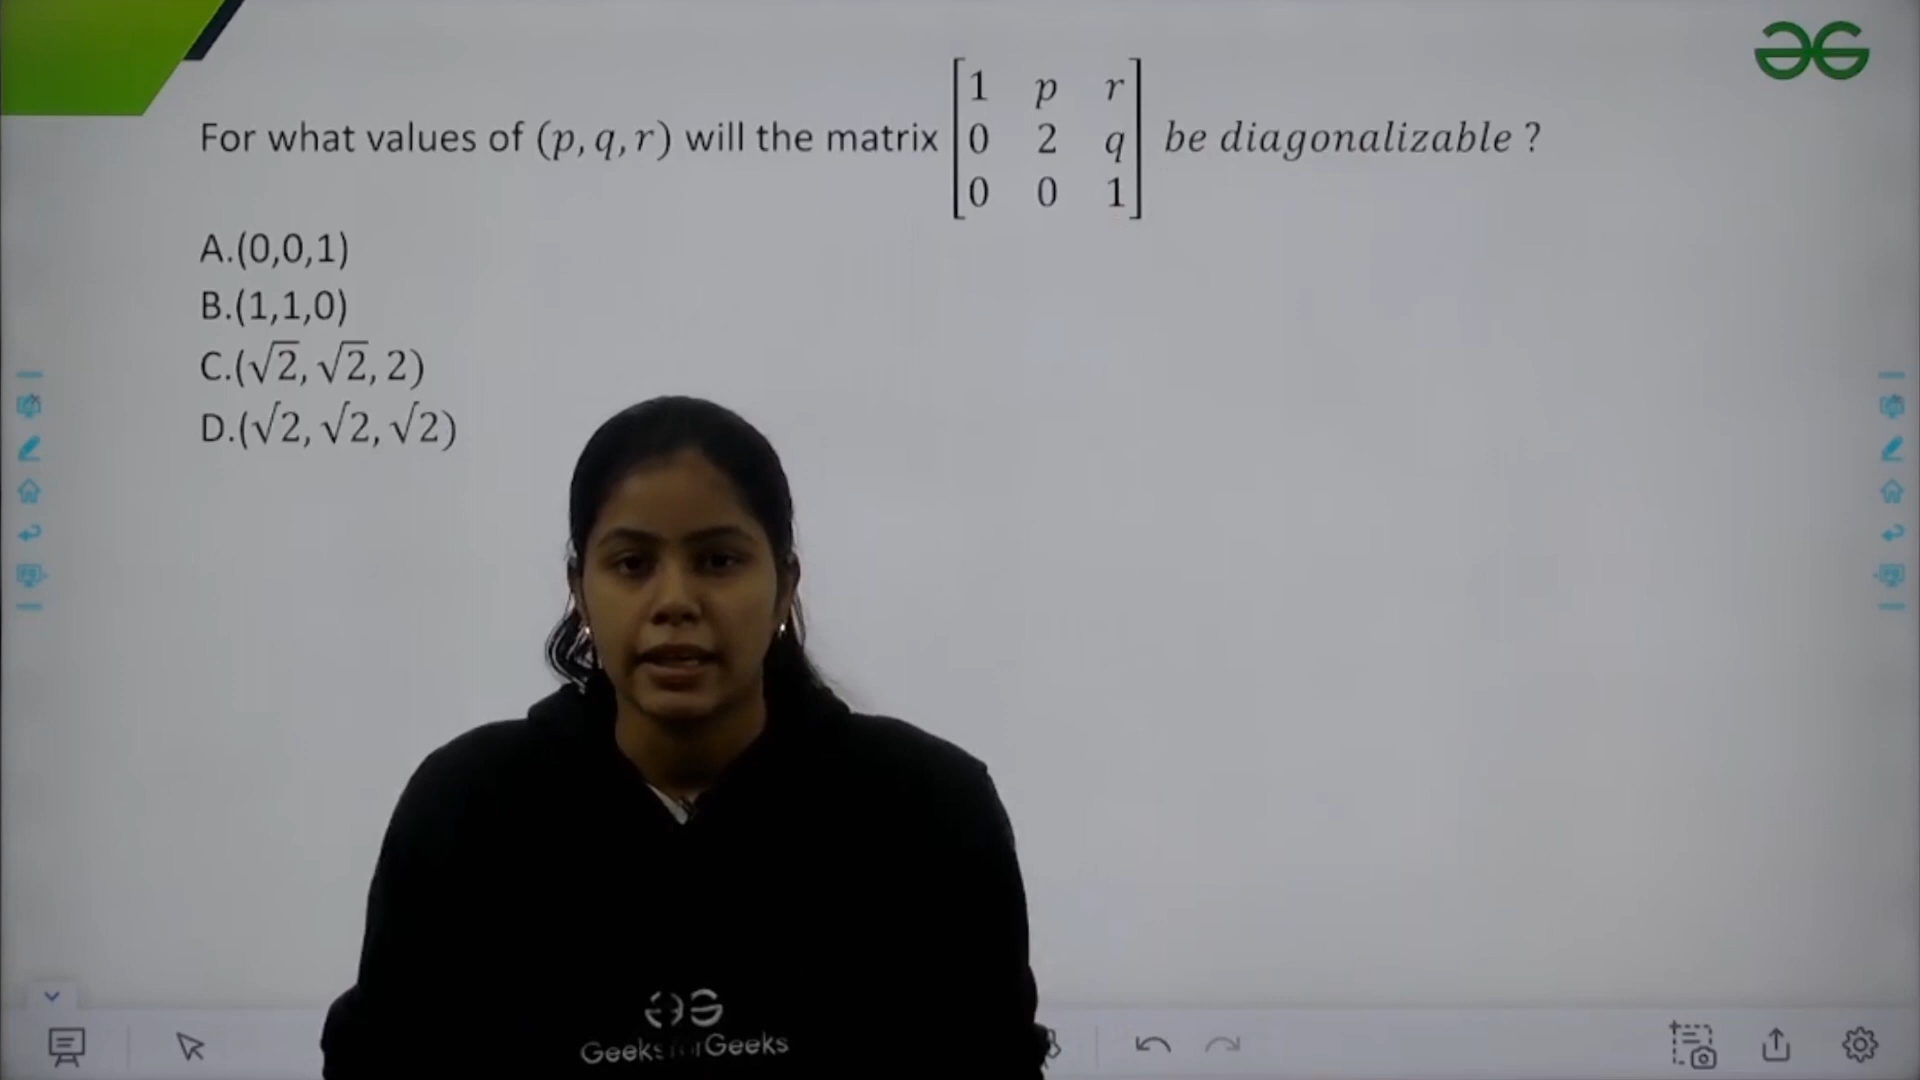 For what values of (p, q, r) will the matrix [1 p r; 0 2 q; 0 0 1] be diagonalizable ?
A.(0,0,1)
B.(1,1,0)
C.(√2, √2, 2)
D.(√2, √2, √2)
GeeksforGeeks